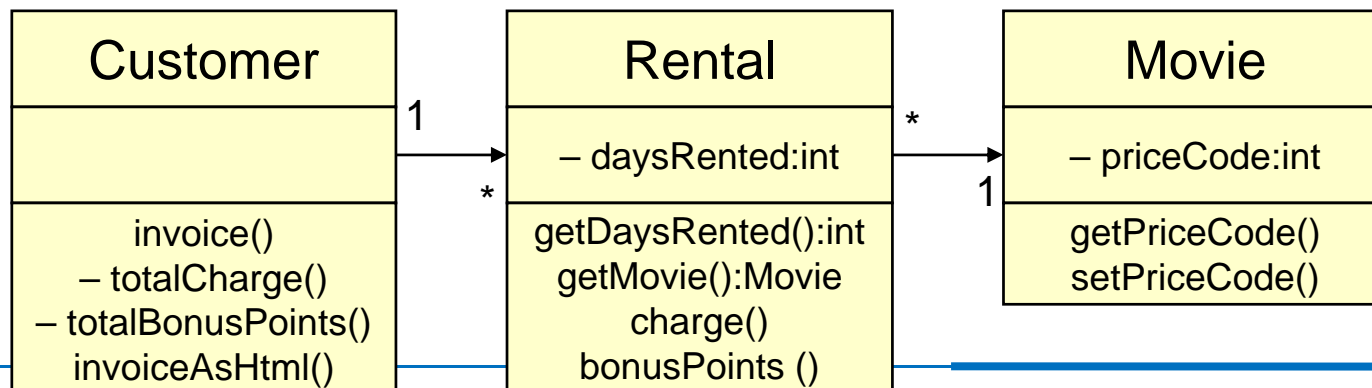 Customer
invoice()
– totalCharge()
– totalBonusPoints()
invoiceAsHtml()
1
*
Rental
– daysRented:int
getDaysRented():int
getMovie():Movie
charge()
bonusPoints ()
*
1
Movie
– priceCode:int
getPriceCode()
setPriceCode()